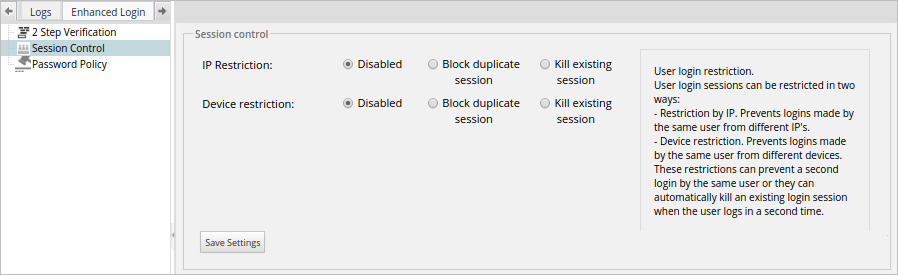 Logs
Enhanced Login
2 Step Verification
Session Control
Password Policy
Session control
IP Restriction:
Disabled
Block duplicate
session
Kill existing
session
Device restriction:
Disabled
Block duplicate
session
Kill existing
session
User login restriction.
User login sessions can be restricted in two
ways:
- Restriction by IP. Prevents logins made by
the same user from different IP's.
- Device restriction. Prevents logins made
by the same user from different devices.
These restrictions can prevent a second
login by the same user or they can
automatically kill an existing login session
when the user logs in a second time.
Save Settings